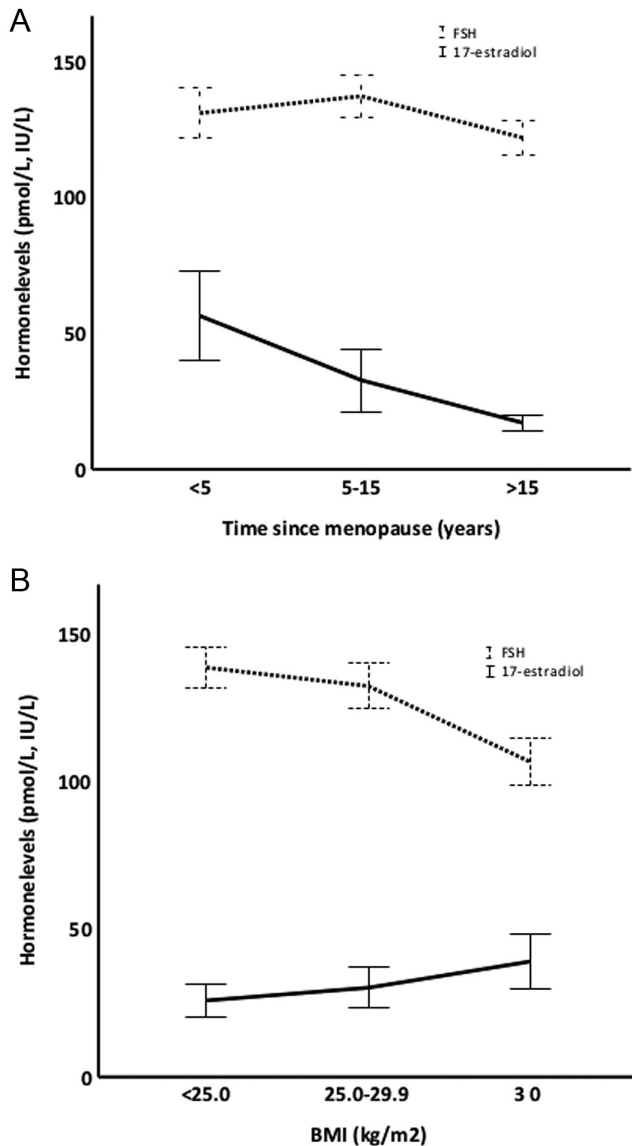 A
150
100
50
0
Hormonelevels (pmol/L, IU/L)
FSH
17-estradiol
<5 5-15 >15
Time since menopause (years)
B
150
100
50
0
Hormonelevels (pmol/L, IU/L)
FSH
17-estradiol
<25.0 25.0-29.9 3 0
BMI (kg/m2)